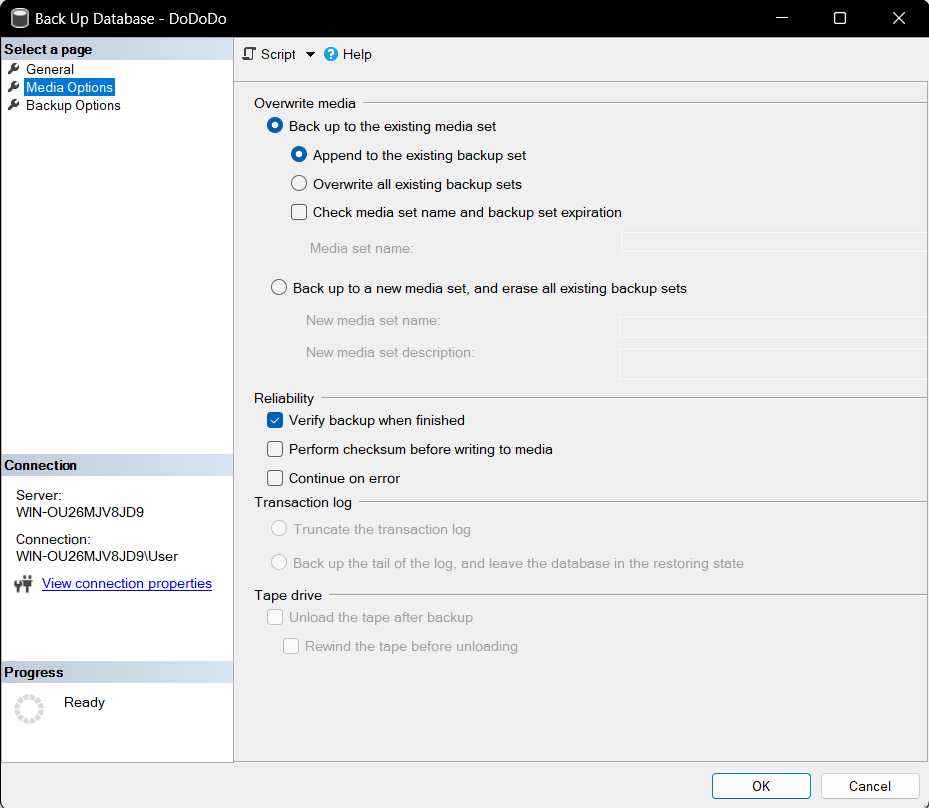 Back Up Database - DoDoDo
Select a page
General
Media Options
Backup Options
Script
Help
Overwrite media
Back up to the existing media set
Append to the existing backup set
Overwrite all existing backup sets
Check media set name and backup set expiration
Media set name:
Back up to a new media set, and erase all existing backup sets
New media set name:
New media set description:
Reliability
Verify backup when finished
Perform checksum before writing to media
Continue on error
Transaction log
Truncate the transaction log
Back up the tail of the log, and leave the database in the restoring state
Tape drive
Unload the tape after backup
Rewind the tape before unloading
Connection
Server:
WIN-OU26MJV8JD9
Connection:
WIN-OU26MJV8JD9\User
View connection properties
Progress
Ready
OK
Cancel